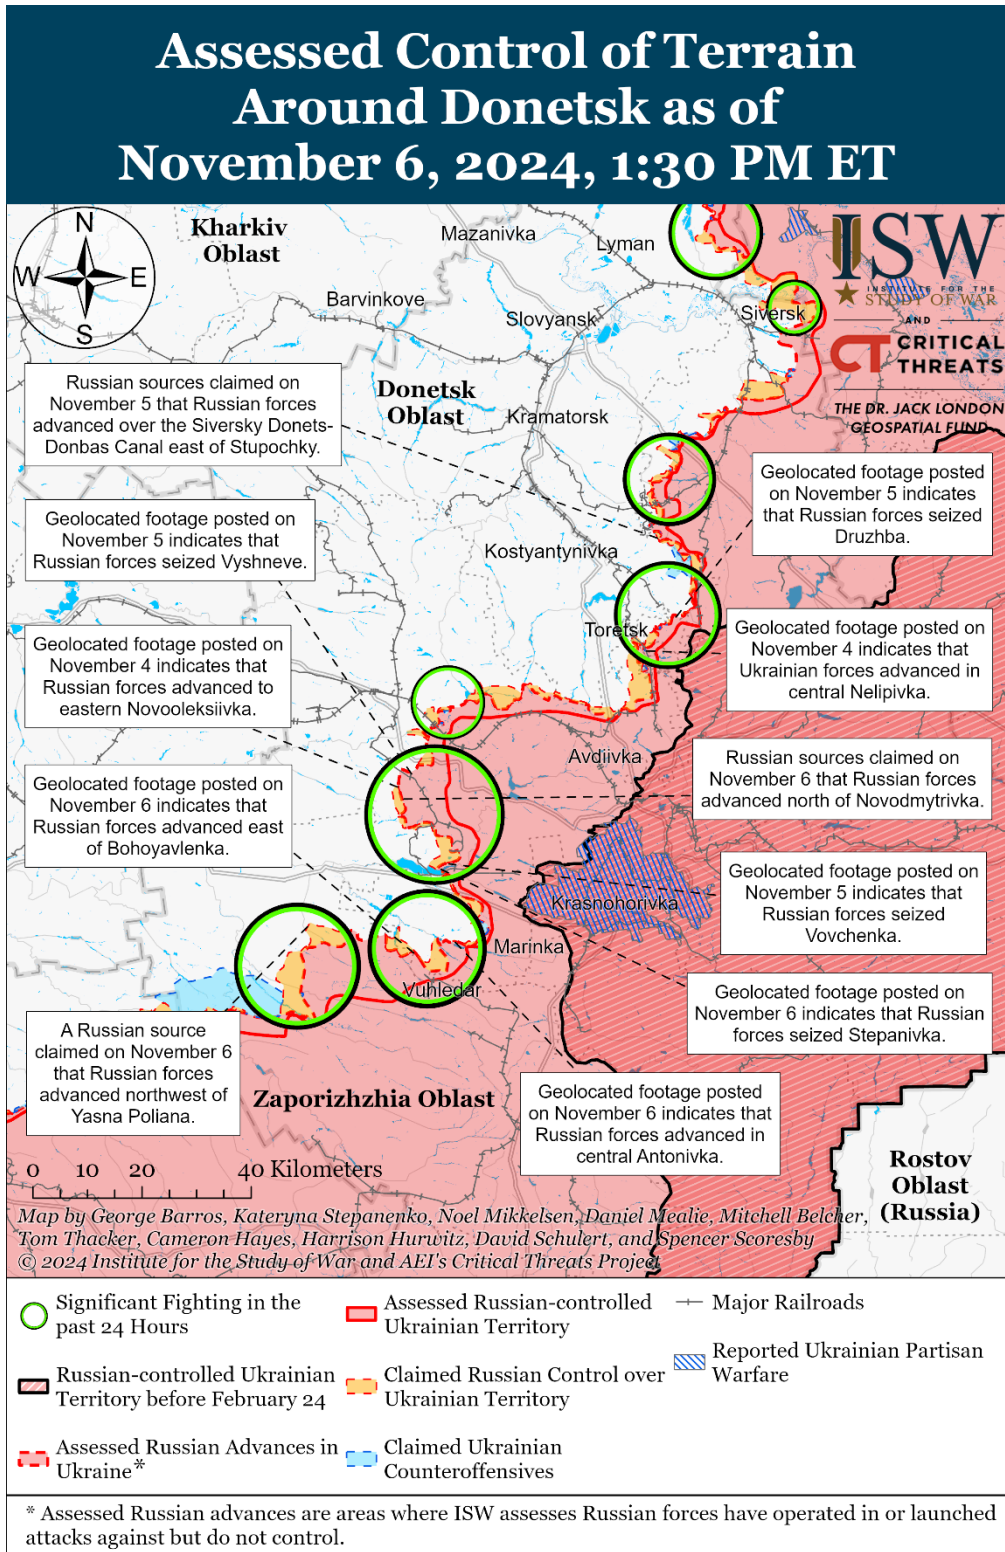 Assessed Control of Terrain
Around Donetsk as of
November 6, 2024, 1:30 PM ET
N
W
E
S
Kharkiv
Oblast
Mazanivka
Lyman
Barvinkove
Slovyansk
Siversk
ISW
INSTITUTE FOR THE
STUDY OF WAR
AND
CT CRITICAL
THREATS
THE DR. JACK LONDON
GEOSPATIAL FUND
Donetsk
Oblast
Kramatorsk
Russian sources claimed on
November 5 that Russian forces
advanced over the Siversky Donets-
Donbas Canal east of Stupochky.
Geolocated footage posted
on November 5 indicates
that Russian forces seized
Druzhba.
Geolocated footage posted on
November 5 indicates that
Russian forces seized Vyshneve.
Kostyantynivka
Toretsk
Geolocated footage posted on
November 4 indicates that
Russian forces advanced to
eastern Novooleksiivka.
Geolocated footage posted on
November 4 indicates that
Ukrainian forces advanced in
central Nelipivka.
Avdiivka
Russian sources claimed on
November 6 that Russian forces
advanced north of Novodmytrivka.
Geolocated footage posted on
November 6 indicates that
Russian forces advanced east
of Bohoyavlenka.
Krasnohorivka
Geolocated footage posted on
November 5 indicates that
Russian forces seized
Vovchenka.
Marinka
Vuhledar
Geolocated footage posted on
November 6 indicates that Russian
forces seized Stepanivka.
A Russian source
claimed on November 6
that Russian forces
advanced northwest of
Yasna Poliana.
Zaporizhzhia Oblast
Geolocated footage posted
on November 6 indicates that
Russian forces advanced in
central Antonivka.
Rostov
Oblast
(Russia)
0 10 20 40 Kilometers
Map by George Barros, Kateryna Stepanenko, Noel Mikkelsen, Daniel Mealie, Mitchell Belcher,
Tom Thacker, Cameron Hayes, Harrison Hurwitz, David Schulert, and Spencer Scoresby
© 2024 Institute for the Study of War and AEI's Critical Threats Project
Significant Fighting in the
past 24 Hours
Assessed Russian-controlled
Ukrainian Territory
Major Railroads
Russian-controlled Ukrainian
Territory before February 24
Claimed Russian Control over
Ukrainian Territory
Reported Ukrainian Partisan
Warfare
Assessed Russian Advances in
Ukraine*
Claimed Ukrainian
Counteroffensives
* Assessed Russian advances are areas where ISW assesses Russian forces have operated in or launched
attacks against but do not control.